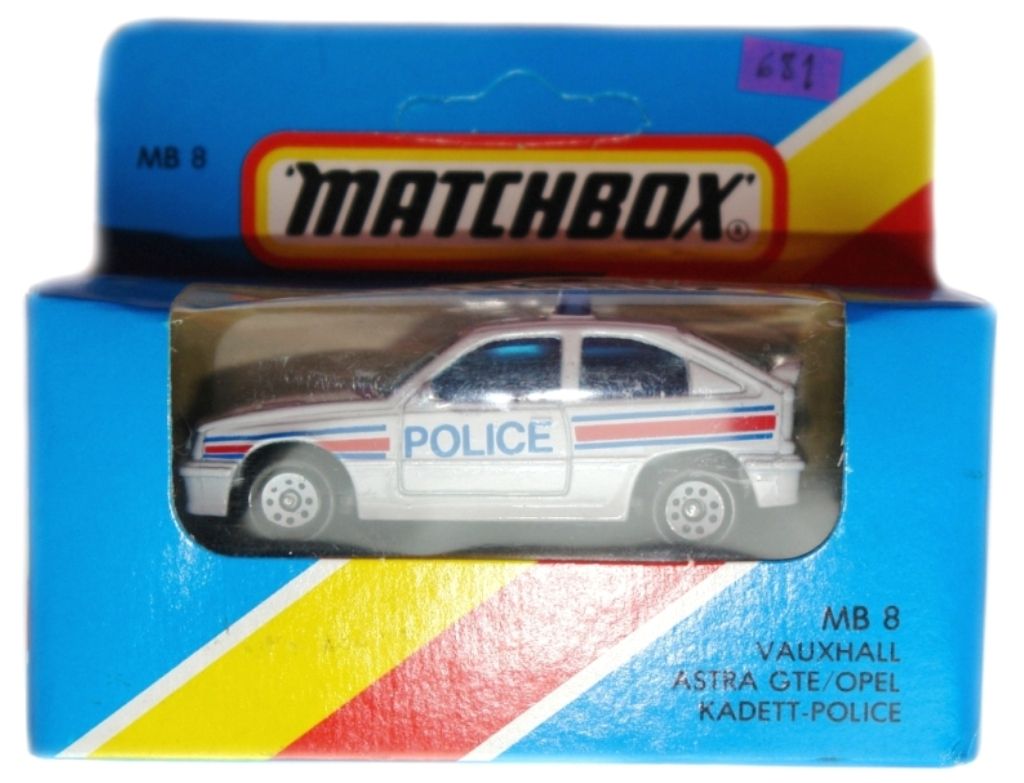 681
MB 8
"MATCHBOX"®
POLICE
MB 8
VAUXHALL
ASTRA GTE/OPEL
KADETT-POLICE